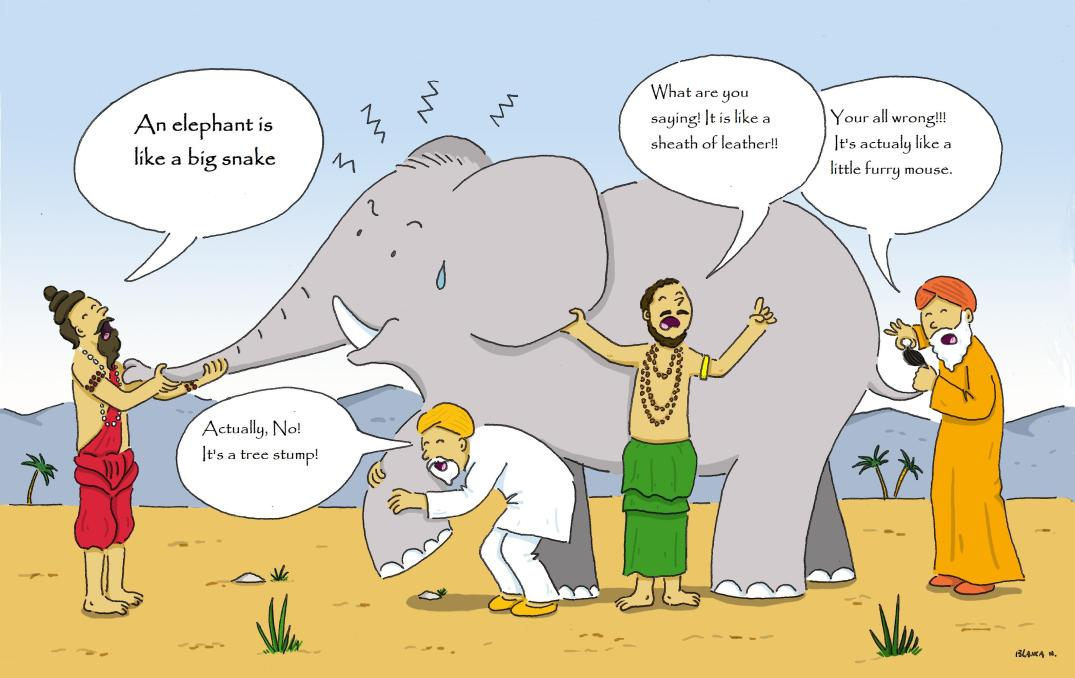 An elephant is
like a big snake
What are you
saying! It is like a
sheath of leather!!
Your all wrong!!!
It's actualy like a
little furry mouse.
Actually, No!
It's a tree stump!